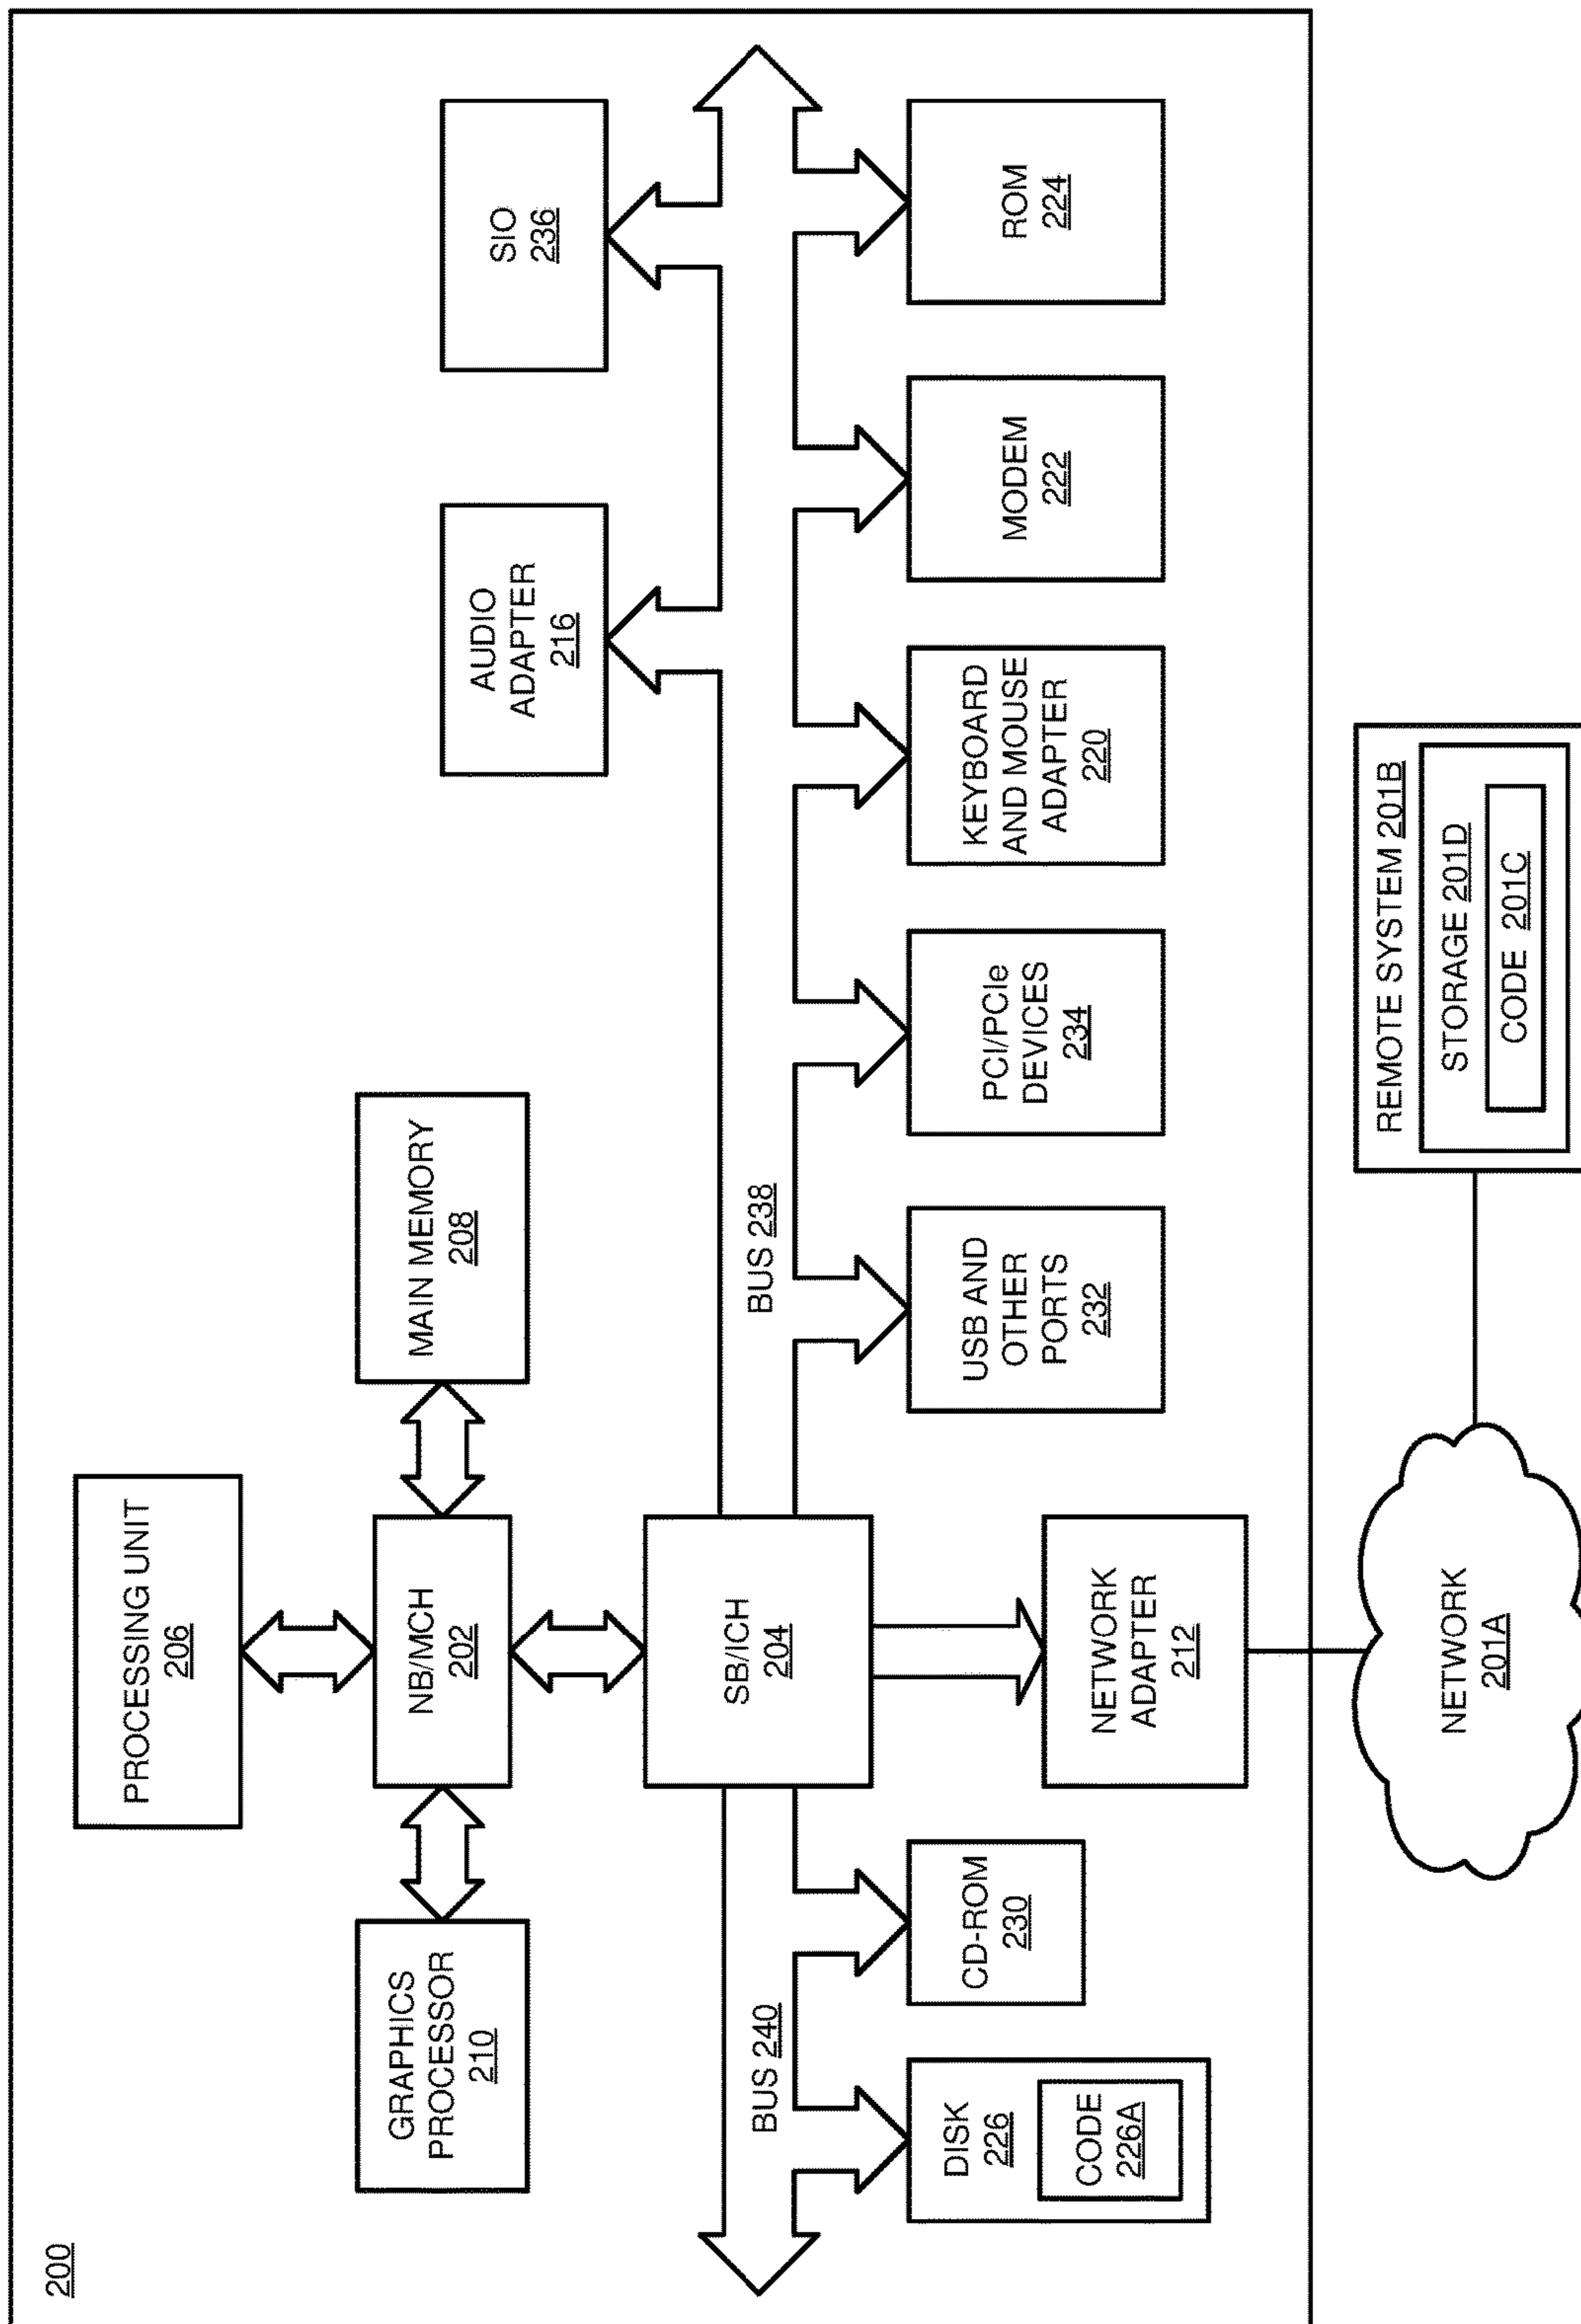 200
PROCESSING UNIT
206
GRAPHICS
PROCESSOR
210
NB/MCH
202
MAIN MEMORY
208
AUDIO
ADAPTER
216
SIO
236
SB/ICH
204
BUS 240
BUS 238
DISK
226
CODE
226A
CD-ROM
230
USB AND
OTHER
PORTS
232
PCI/PCIe
DEVICES
234
KEYBOARD
AND MOUSE
ADAPTER
220
MODEM
222
ROM
224
NETWORK
ADAPTER
212
NETWORK
201A
REMOTE SYSTEM 201B
STORAGE 201D
CODE 201C